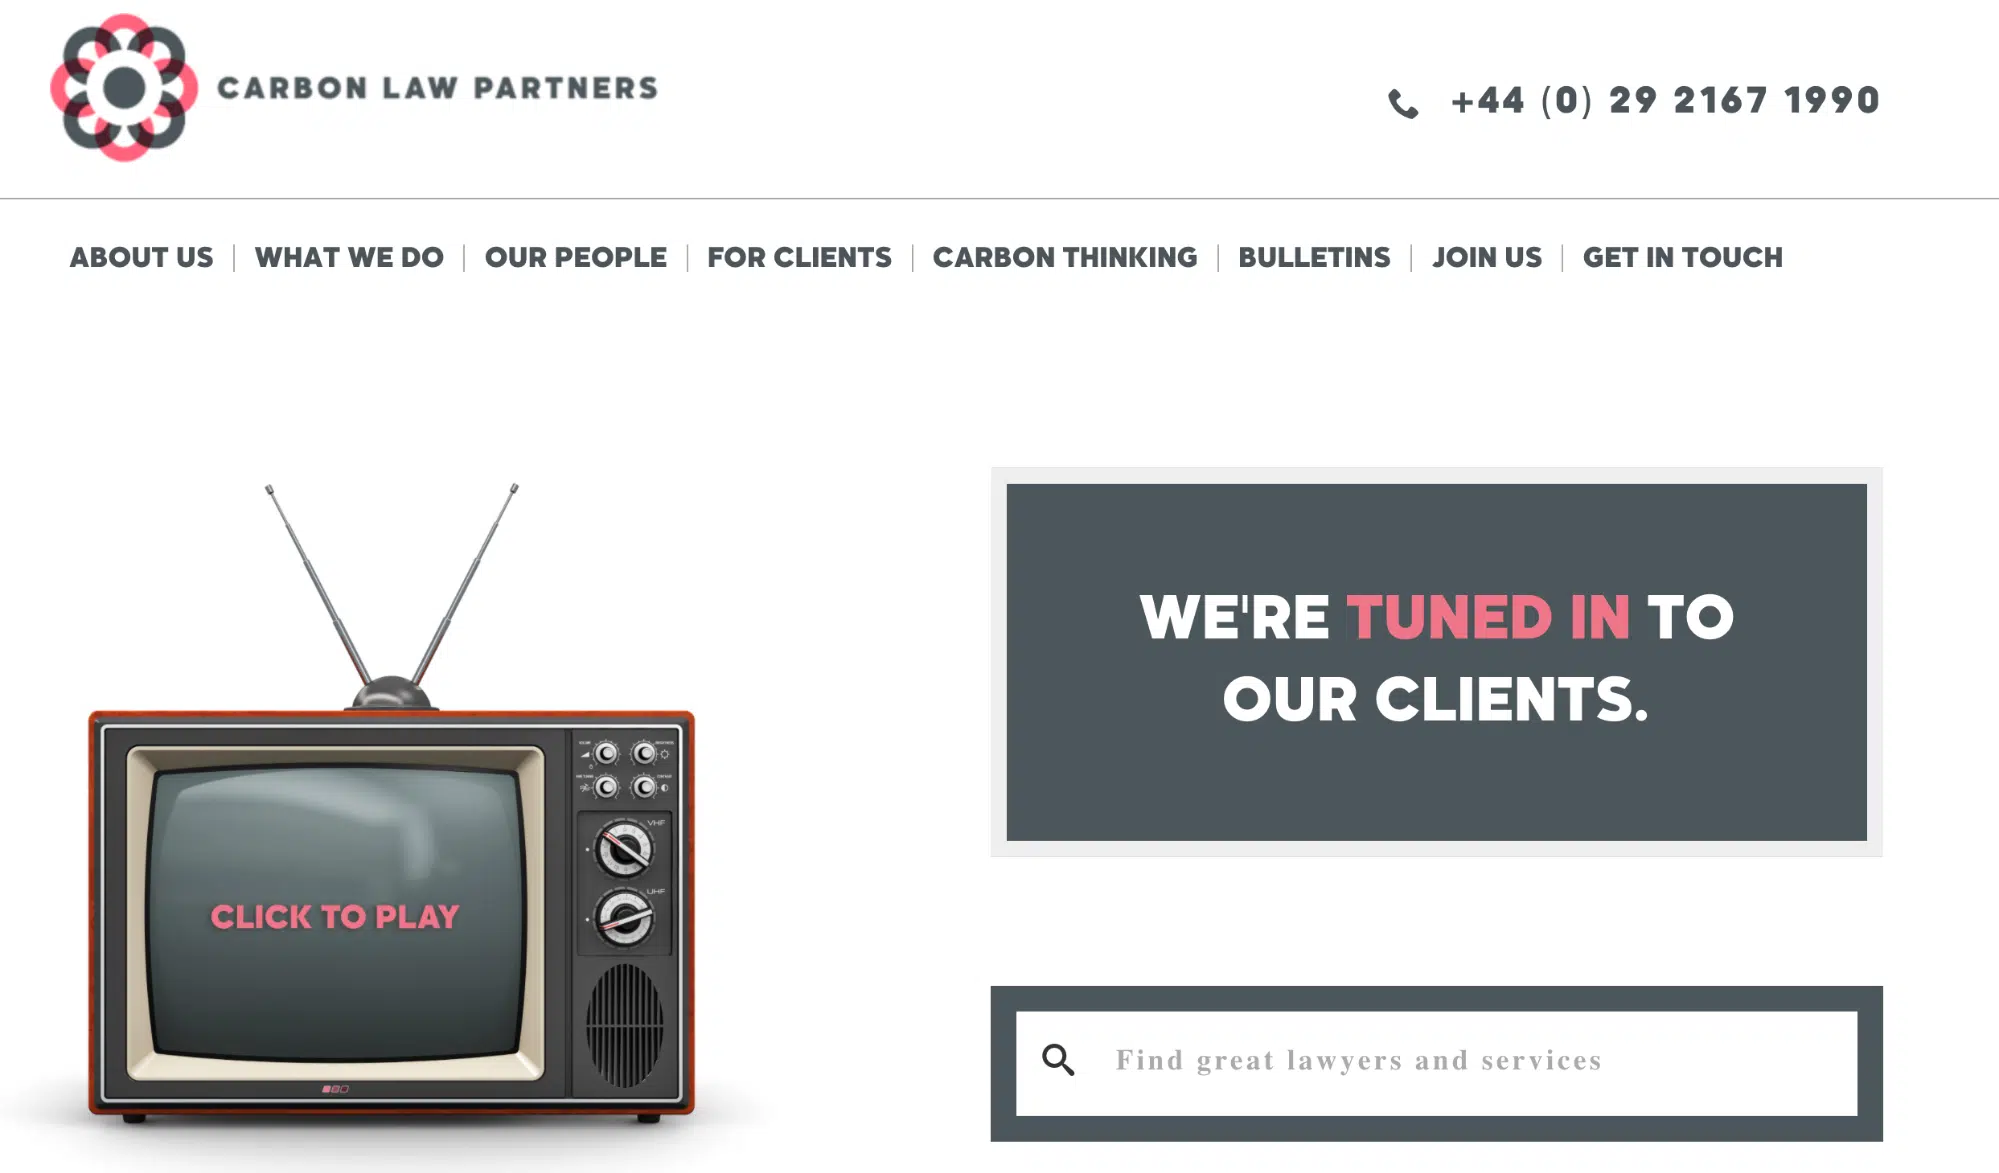 CARBON LAW PARTNERS
+44 (0) 29 2167 1990
ABOUT US
WHAT WE DO
OUR PEOPLE
FOR CLIENTS
CARBON THINKING
BULLETINS
JOIN US
GET IN TOUCH
WE'RE TUNED IN TO
OUR CLIENTS.
VHF
UHF
CLICK TO PLAY
Find great lawyers and services